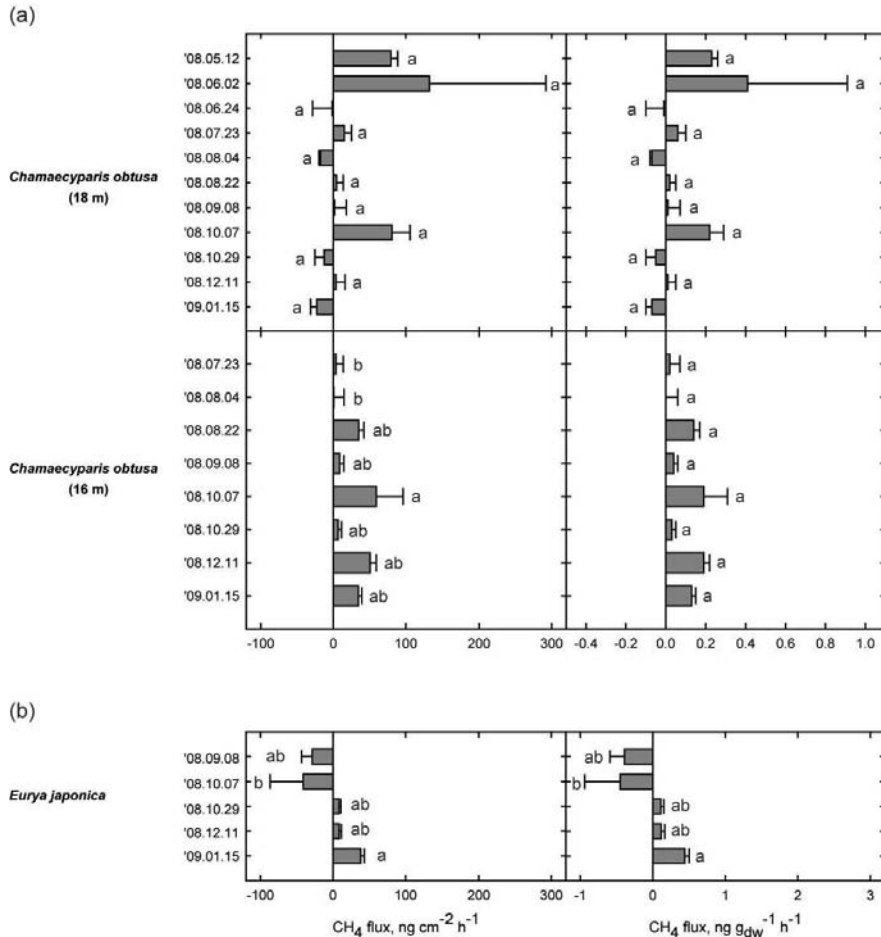 (a)
'08.05.12 a a
'08.06.02 a a
'08.06.24 a a
'08.07.23 a a
'08.08.04 a a
Chamaecyparis obtusa
(18 m)
'08.08.22 a a
'08.09.08 a a
'08.10.07 a a
'08.10.29 a a
'08.12.11 a a
'09.01.15 a a
'08.07.23 b a
'08.08.04 b a
'08.08.22 ab a
Chamaecyparis obtusa
(16 m)
'08.09.08 ab a
'08.10.07 a a
'08.10.29 ab a
'08.12.11 ab a
'09.01.15 ab a
-100 0 100 200 300 -0.4 -0.2 0.0 0.2 0.4 0.6 0.8 1.0
(b)
'08.09.08 ab ab
'08.10.07 b b
Eurya japonica
'08.10.29 ab ab
'08.12.11 ab ab
'09.01.15 a a
-100 0 100 200 300 -1 0 1 2 3
CH₄ flux, ng cm⁻² h⁻¹ CH₄ flux, ng g_dw⁻¹ h⁻¹